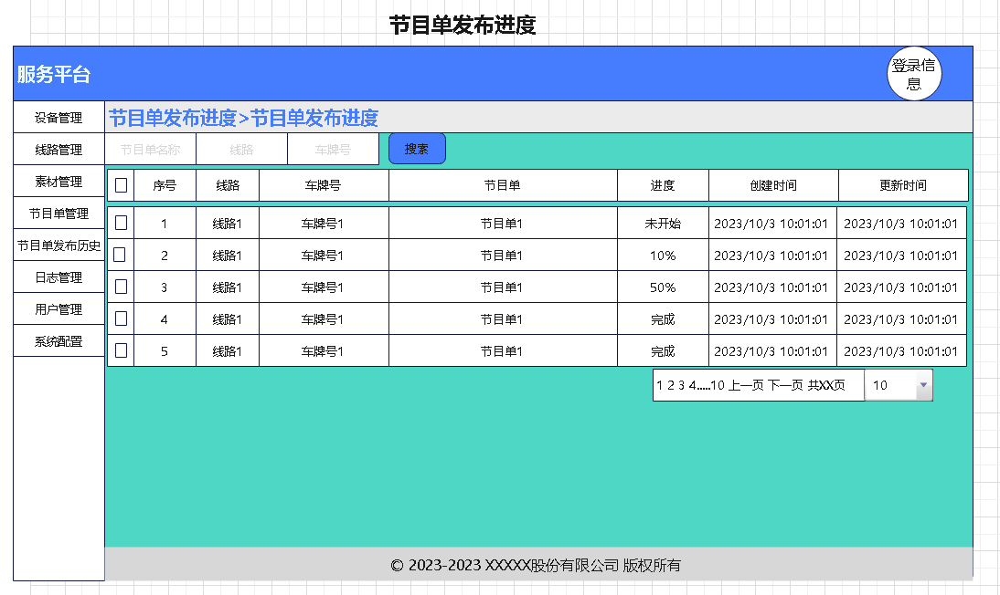 节目单发布进度
服务平台
登录信
息
设备管理
节目单发布进度>节目单发布进度
线路管理
节目单名称 线路 车牌号 搜索
素材管理
序号 线路 车牌号 节目单 进度 创建时间 更新时间
节目单管理
1 线路1 车牌号1 节目单1 未开始 2023/10/3 10:01:01 2023/10/3 10:01:01
节目单发布历史
2 线路1 车牌号1 节目单1 10% 2023/10/3 10:01:01 2023/10/3 10:01:01
日志管理
3 线路1 车牌号1 节目单1 50% 2023/10/3 10:01:01 2023/10/3 10:01:01
用户管理
4 线路1 车牌号1 节目单1 完成 2023/10/3 10:01:01 2023/10/3 10:01:01
系统配置
5 线路1 车牌号1 节目单1 完成 2023/10/3 10:01:01 2023/10/3 10:01:01
1 2 3 4.....10 上一页 下一页 共XX页 10
© 2023-2023 XXXXX股份有限公司 版权所有